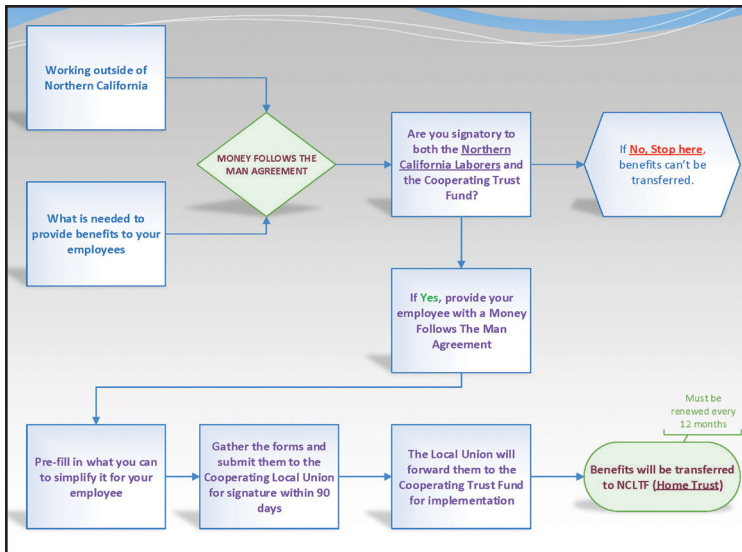 Working outside of
Northern California
MONEY FOLLOWS THE
MAN AGREEMENT
What is needed to
provide benefits to your
employees
Are you signatory to
both the Northern
California Laborers and
the Cooperating Trust
Fund?
If No, Stop here,
benefits can't be
transferred.
If Yes, provide your
employee with a Money
Follows The Man
Agreement
Pre-fill in what you can
to simplify it for your
employee
Gather the forms and
submit them to the
Cooperating Local Union
for signature within 90
days
The Local Union will
forward them to the
Cooperating Trust Fund
for implementation
Must be
renewed every
12 months
Benefits will be transferred
to NCLTF (Home Trust)